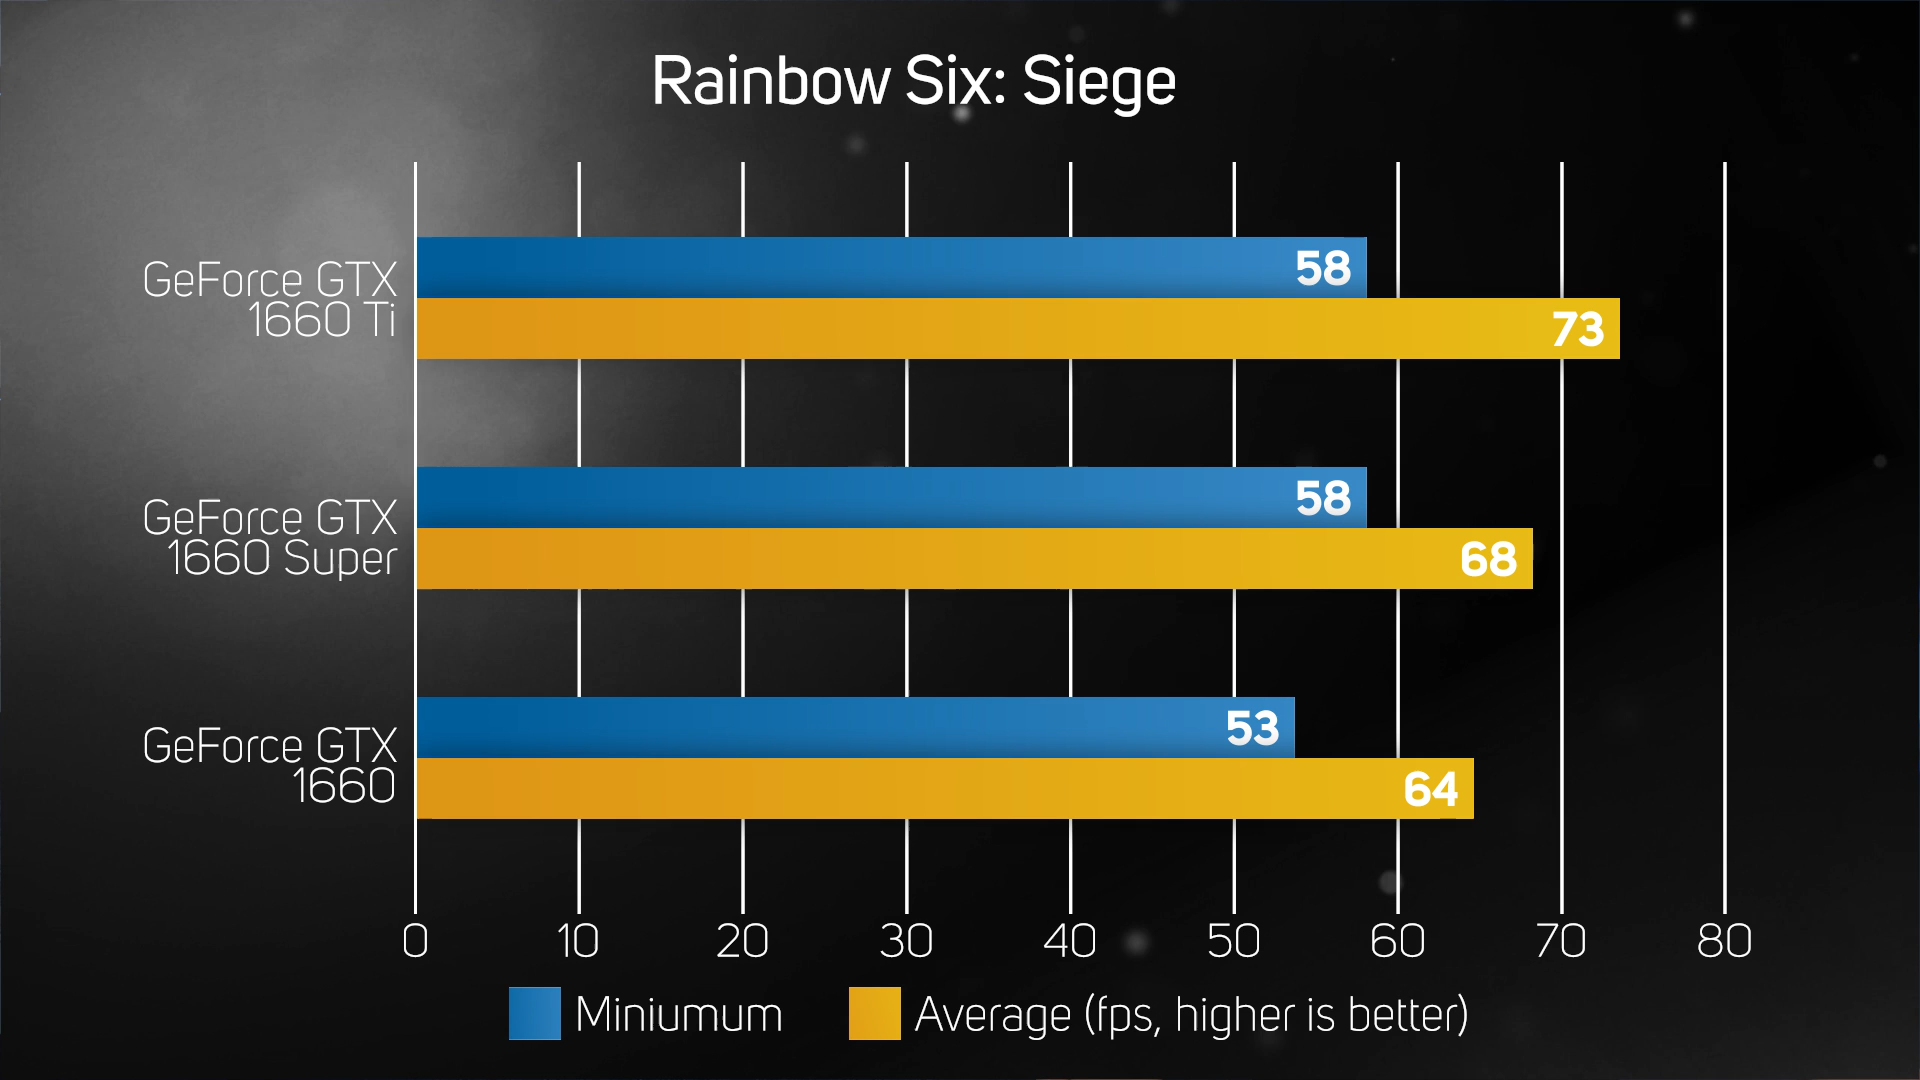 Rainbow Six: Siege
GeForce GTX
1660 Ti
58
73
GeForce GTX
1660 Super
58
68
GeForce GTX
1660
53
64
0 10 20 30 40 50 60 70 80
Miniumum Average (fps, higher is better)